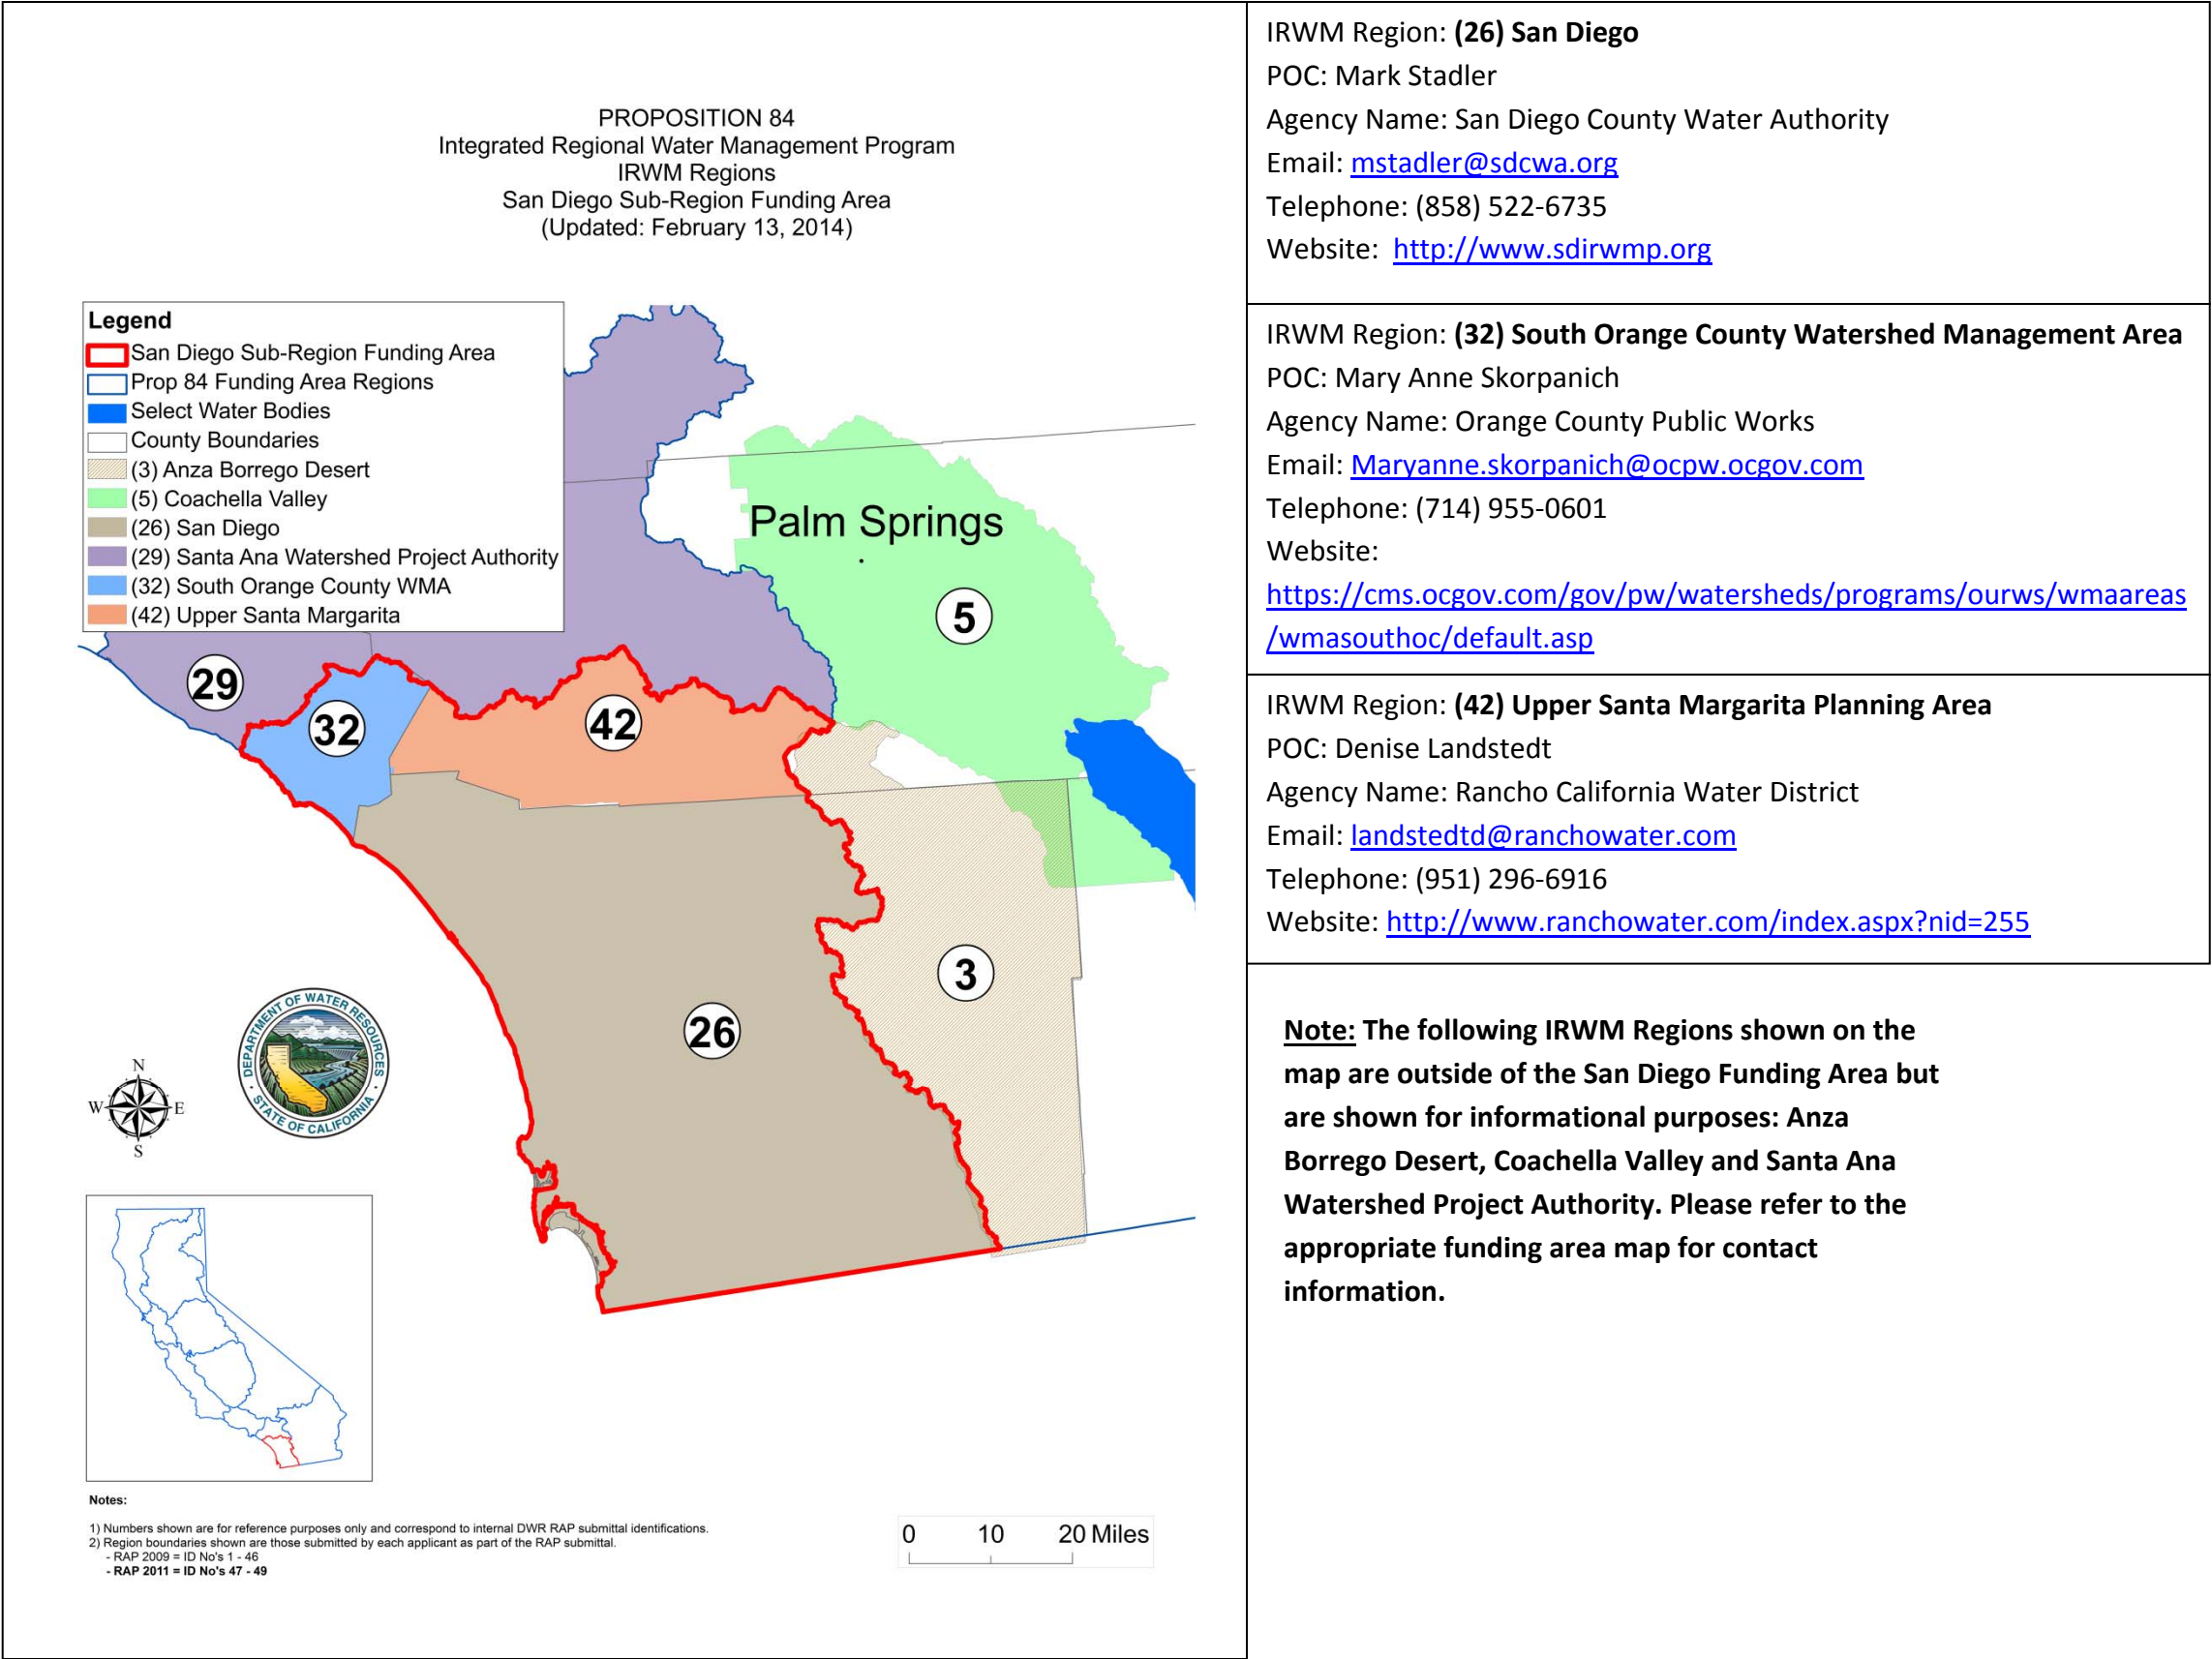 PROPOSITION 84
Integrated Regional Water Management Program
IRWM Regions
San Diego Sub-Region Funding Area
(Updated: February 13, 2014)
Legend
San Diego Sub-Region Funding Area
Prop 84 Funding Area Regions
Select Water Bodies
County Boundaries
(3) Anza Borrego Desert
(5) Coachella Valley
(26) San Diego
(29) Santa Ana Watershed Project Authority
(32) South Orange County WMA
(42) Upper Santa Margarita
Palm Springs
5
29
32
42
3
26
N
W E
S
DEPARTMENT OF WATER RESOURCES
STATE OF CALIFORNIA
Notes:
1) Numbers shown are for reference purposes only and correspond to internal DWR RAP submittal identifications.
2) Region boundaries shown are those submitted by each applicant as part of the RAP submittal.
- RAP 2009 = ID No's 1 - 46
- RAP 2011 = ID No's 47 - 49
0 10 20 Miles
IRWM Region: (26) San Diego
POC: Mark Stadler
Agency Name: San Diego County Water Authority
Email: mstadler@sdcwa.org
Telephone: (858) 522-6735
Website: http://www.sdirwmp.org
IRWM Region: (32) South Orange County Watershed Management Area
POC: Mary Anne Skorpanich
Agency Name: Orange County Public Works
Email: Maryanne.skorpanich@ocpw.ocgov.com
Telephone: (714) 955-0601
Website:
https://cms.ocgov.com/gov/pw/watersheds/programs/ourws/wmaareas
/wmasouthoc/default.asp
IRWM Region: (42) Upper Santa Margarita Planning Area
POC: Denise Landstedt
Agency Name: Rancho California Water District
Email: landstedtd@ranchowater.com
Telephone: (951) 296-6916
Website: http://www.ranchowater.com/index.aspx?nid=255
Note: The following IRWM Regions shown on the
map are outside of the San Diego Funding Area but
are shown for informational purposes: Anza
Borrego Desert, Coachella Valley and Santa Ana
Watershed Project Authority. Please refer to the
appropriate funding area map for contact
information.